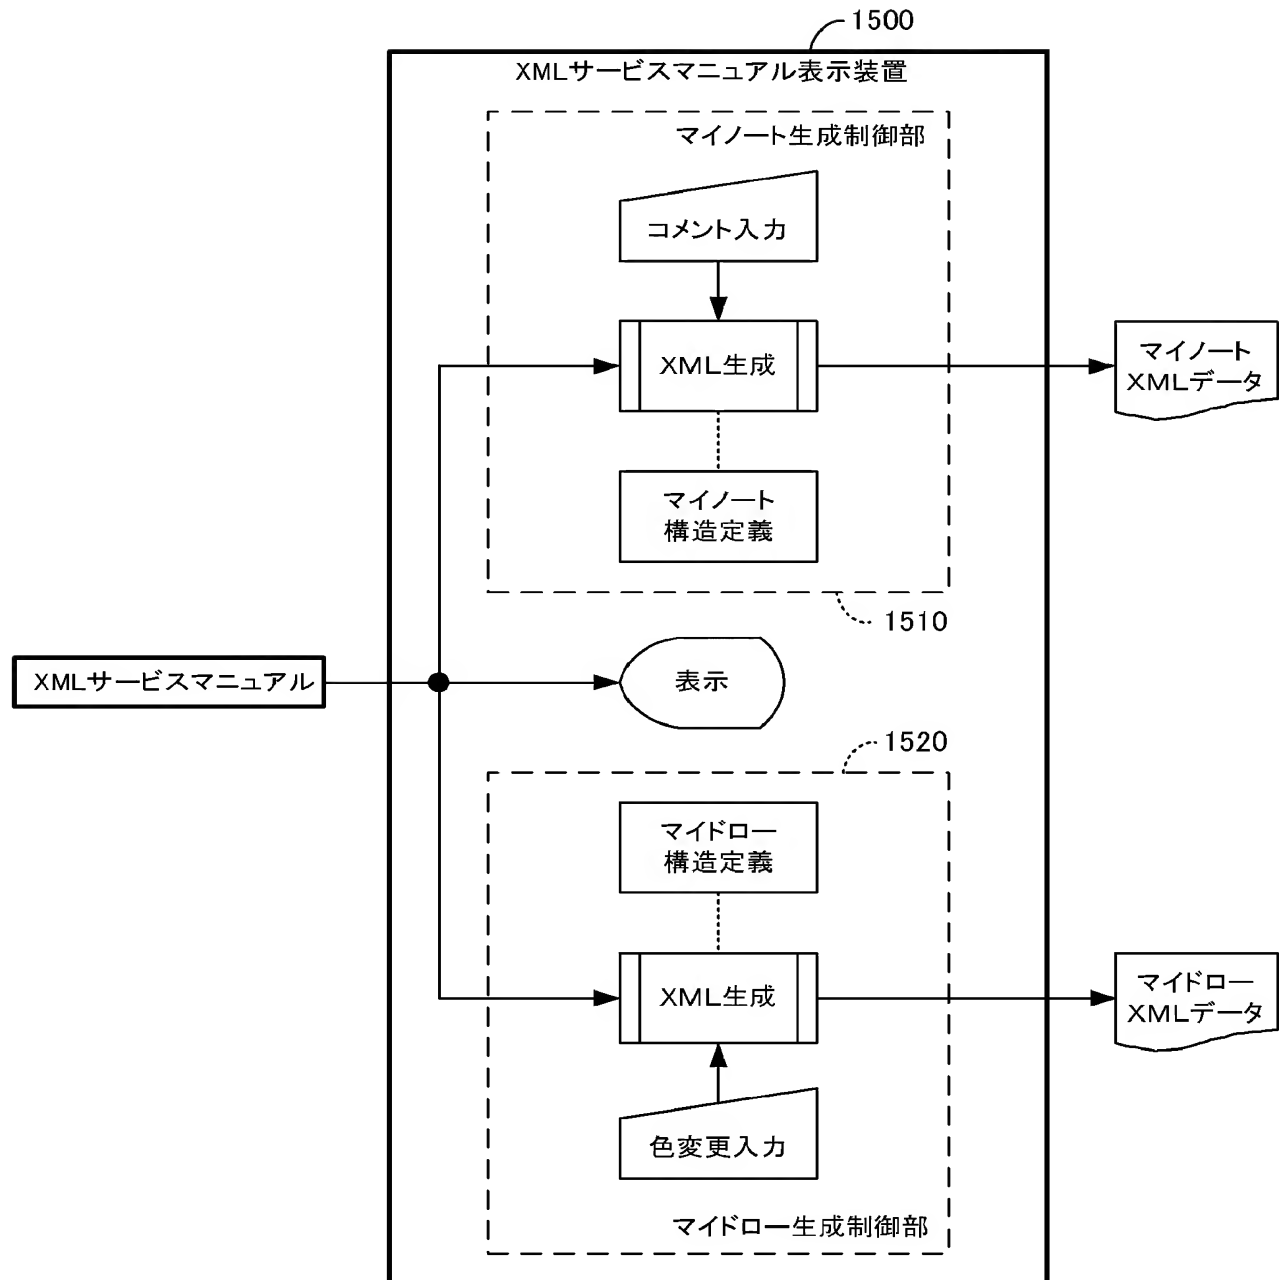 1500
XMLサービスマニュアル表示装置
マイノート生成制御部
コメント入力
XML生成
マイノート
XMLデータ
マイノート
構造定義
1510
XMLサービスマニュアル
表示
1520
マイドロー
構造定義
XML生成
マイドロー
XMLデータ
色変更入力
マイドロー生成制御部